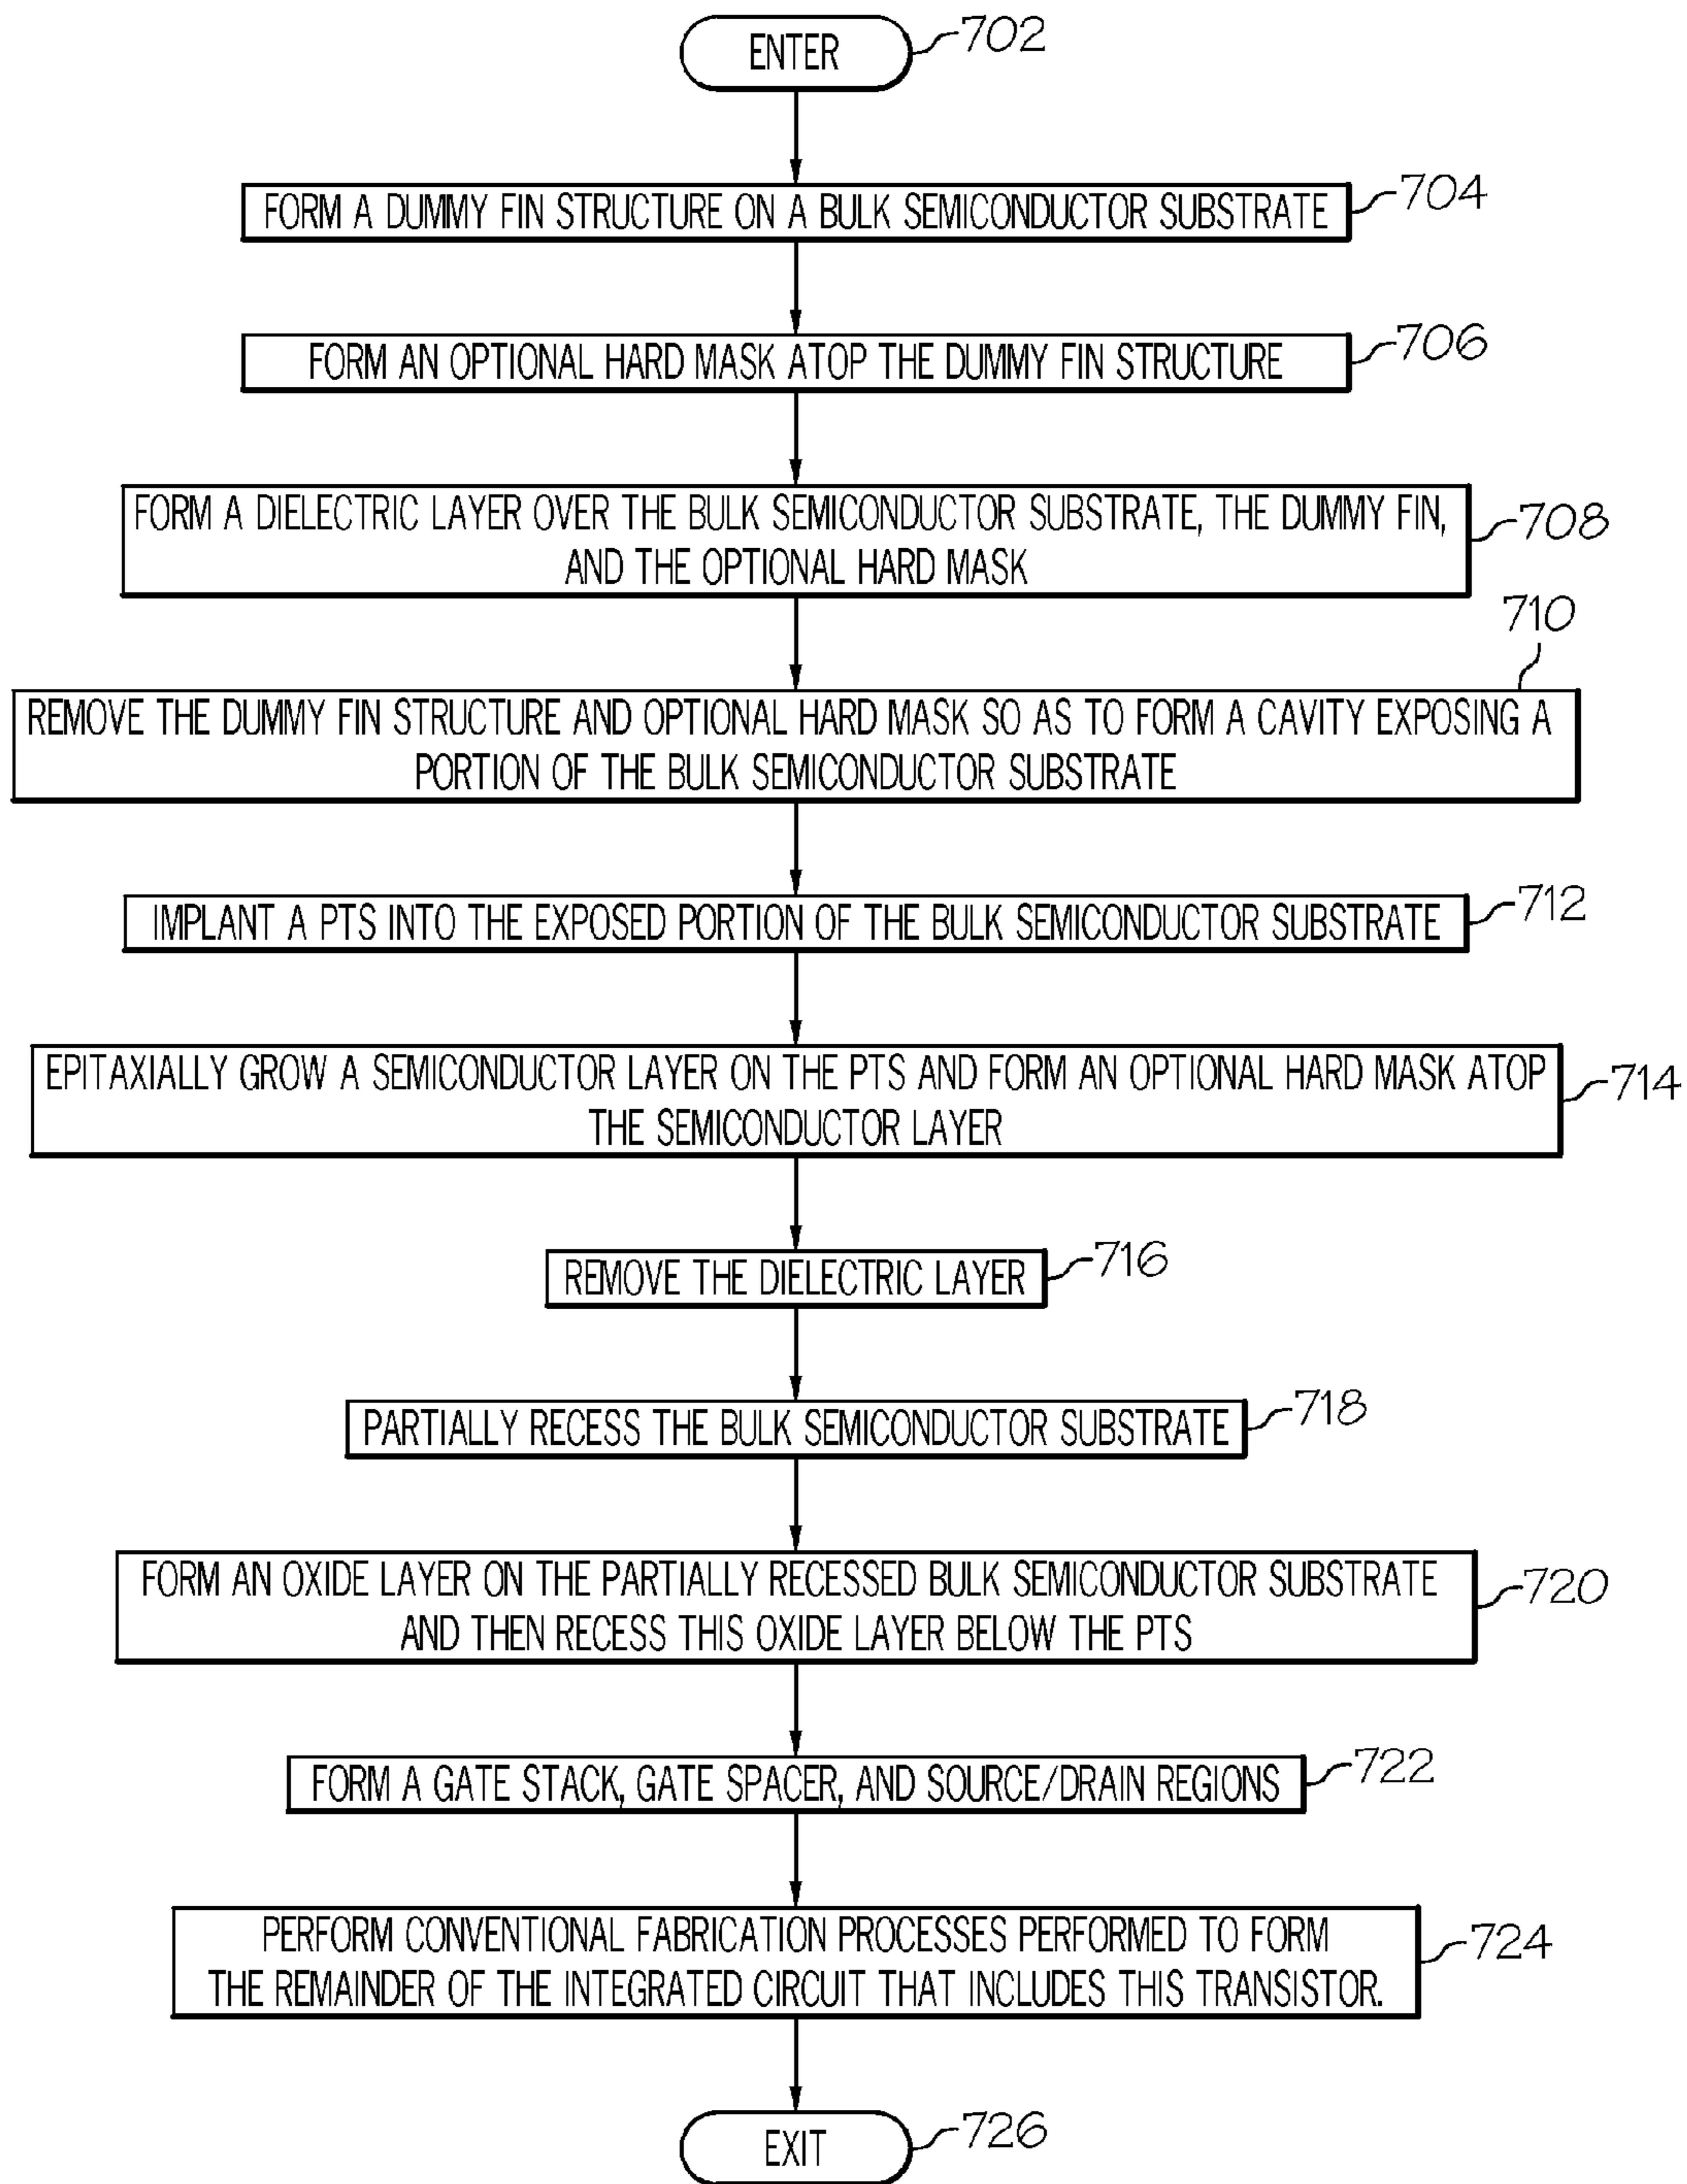 ENTER
702
FORM A DUMMY FIN STRUCTURE ON A BULK SEMICONDUCTOR SUBSTRATE
704
FORM AN OPTIONAL HARD MASK ATOP THE DUMMY FIN STRUCTURE
706
FORM A DIELECTRIC LAYER OVER THE BULK SEMICONDUCTOR SUBSTRATE, THE DUMMY FIN,
AND THE OPTIONAL HARD MASK
708
710
REMOVE THE DUMMY FIN STRUCTURE AND OPTIONAL HARD MASK SO AS TO FORM A CAVITY EXPOSING A
PORTION OF THE BULK SEMICONDUCTOR SUBSTRATE
IMPLANT A PTS INTO THE EXPOSED PORTION OF THE BULK SEMICONDUCTOR SUBSTRATE
712
EPITAXIALLY GROW A SEMICONDUCTOR LAYER ON THE PTS AND FORM AN OPTIONAL HARD MASK ATOP
THE SEMICONDUCTOR LAYER
714
REMOVE THE DIELECTRIC LAYER
716
PARTIALLY RECESS THE BULK SEMICONDUCTOR SUBSTRATE
718
FORM AN OXIDE LAYER ON THE PARTIALLY RECESSED BULK SEMICONDUCTOR SUBSTRATE
AND THEN RECESS THIS OXIDE LAYER BELOW THE PTS
720
FORM A GATE STACK, GATE SPACER, AND SOURCE/DRAIN REGIONS
722
PERFORM CONVENTIONAL FABRICATION PROCESSES PERFORMED TO FORM
THE REMAINDER OF THE INTEGRATED CIRCUIT THAT INCLUDES THIS TRANSISTOR.
724
EXIT
726